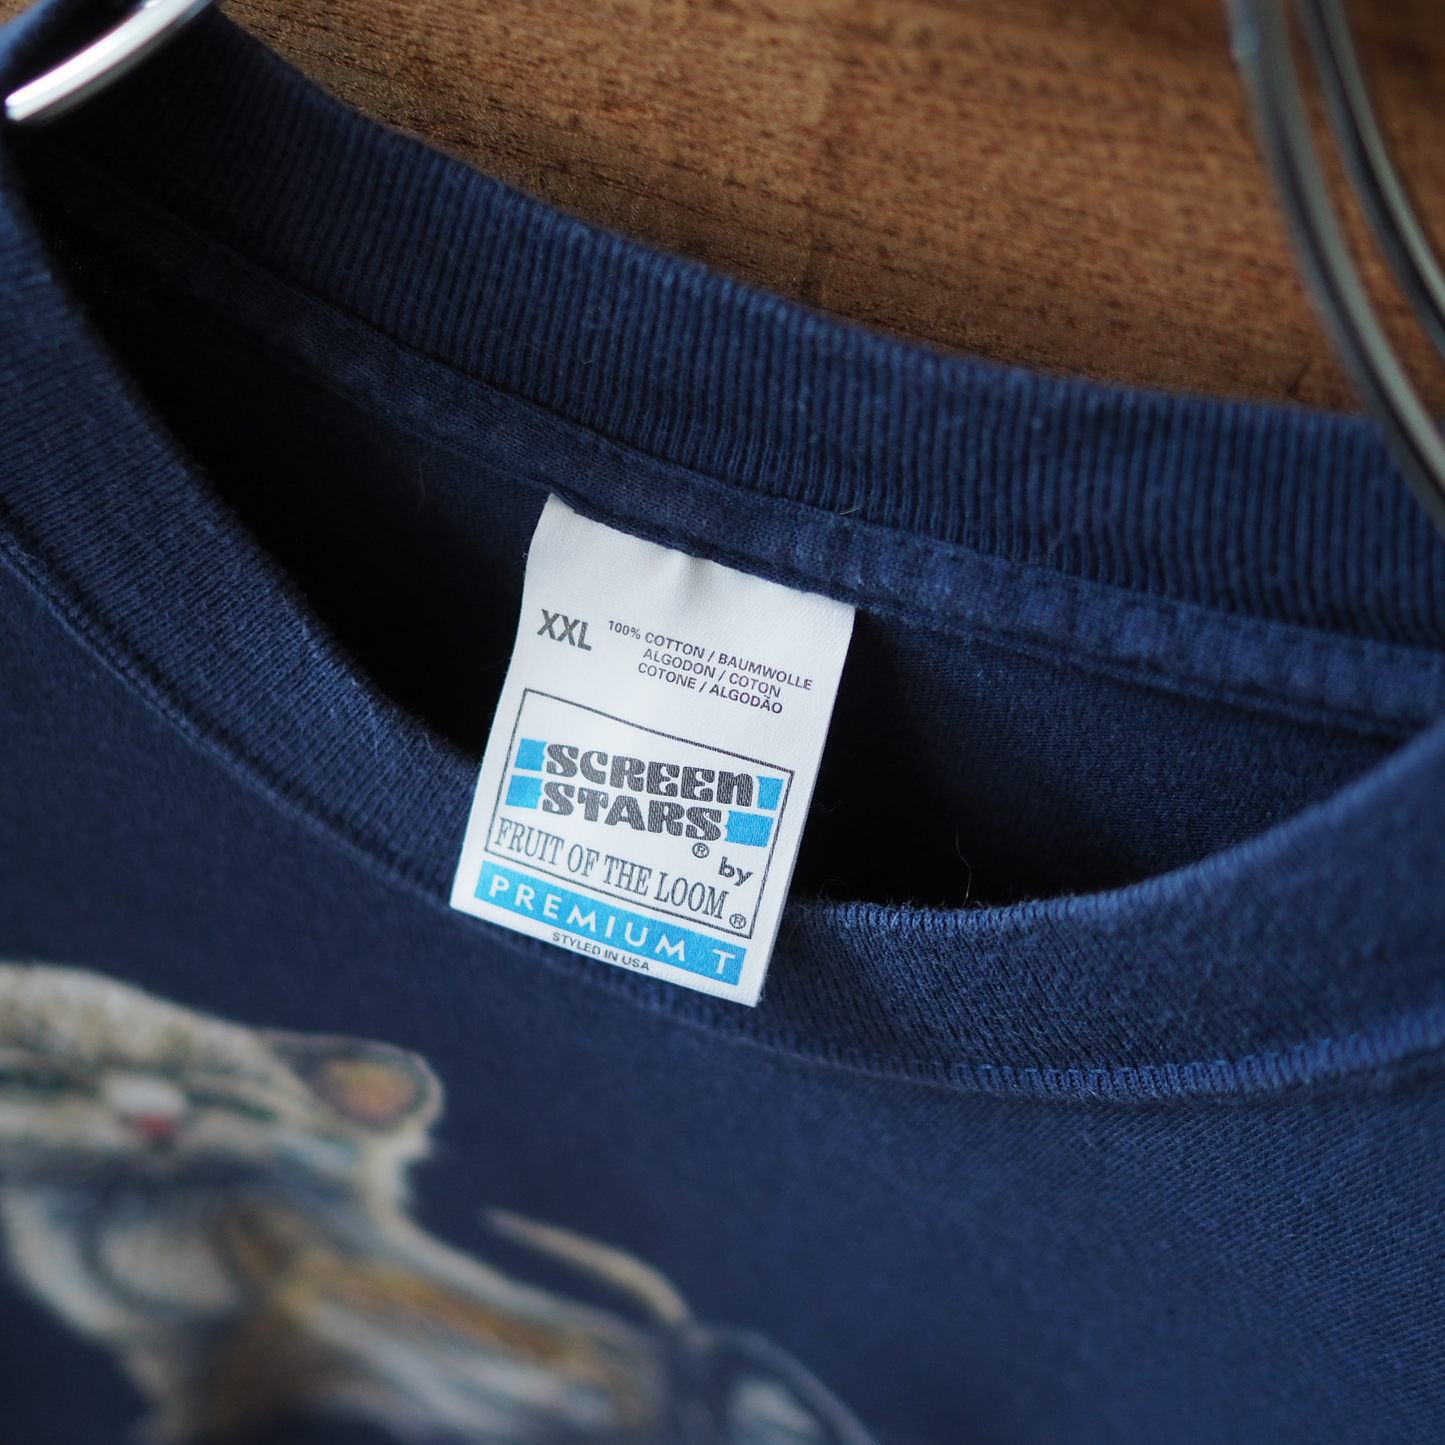 XXL
100% COTTON / BAUMWOLLE
ALGODON / COTON
COTONE / ALGODÃO
SCREEN
STARS
® by
FRUIT OF THE LOOM ®
PREMIUM T
STYLED IN USA